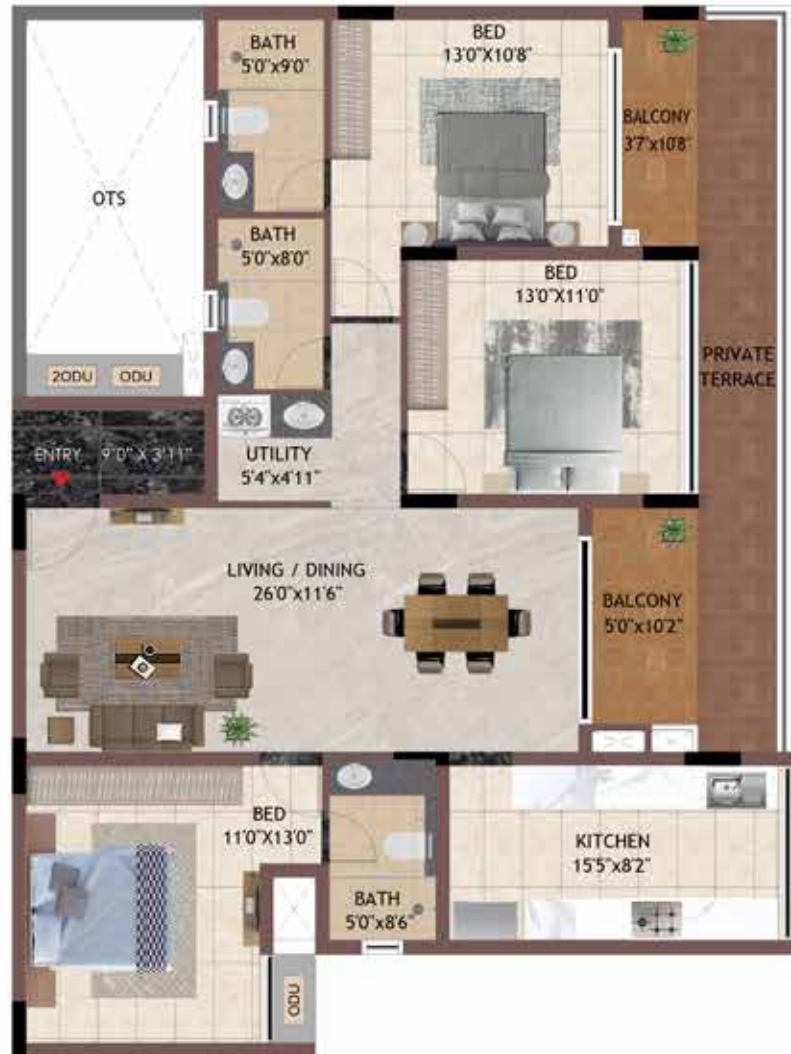 BATH
5'0"x9'0"
BED
13'0"X10'8"
BALCONY
3'7"x10'8"
OTS
BATH
5'0"x8'0"
BED
13'0"X11'0"
PRIVATE
TERRACE
2ODU
ODU
ENTRY
9'0" X 3'11"
UTILITY
5'4"x4'11"
LIVING / DINING
26'0"x11'6"
BALCONY
5'0"x10'2"
BED
11'0"X13'0"
KITCHEN
15'5"x8'2"
BATH
5'0"x8'6"
ODU